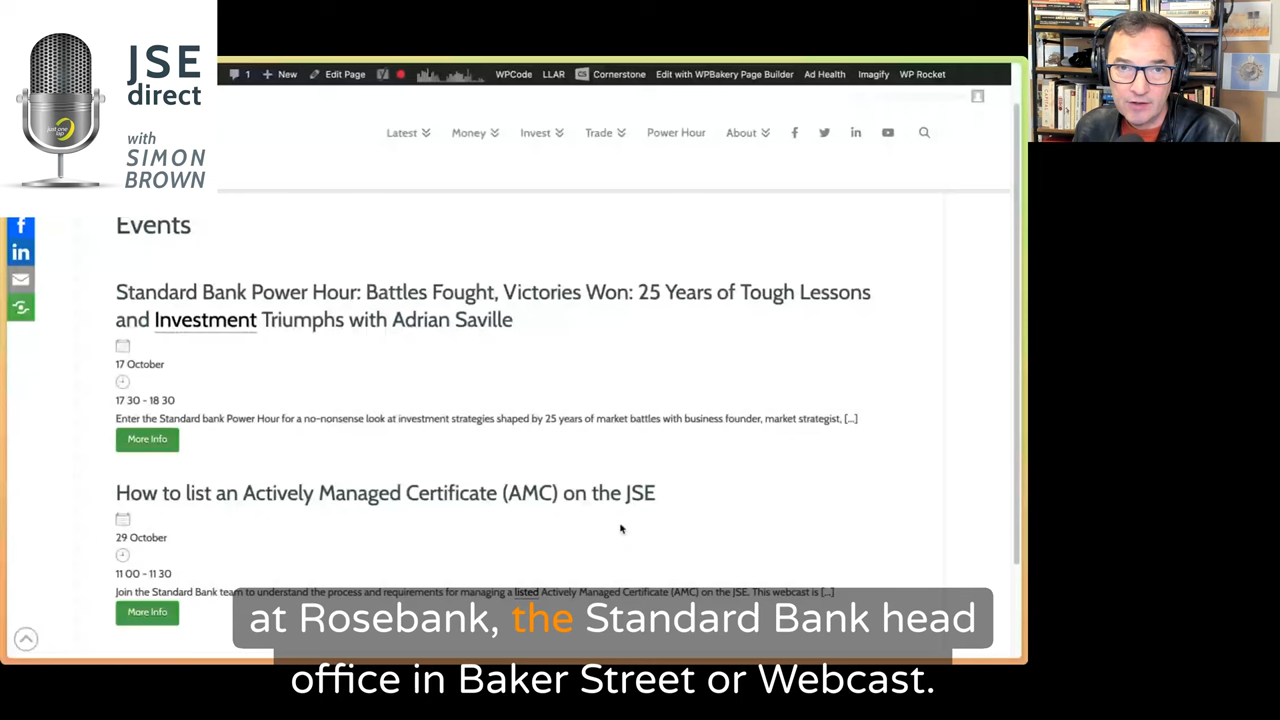 JSE
direct
with
SIMON
BROWN
just one
lap
1 New Edit Page WPCode LLAR CS Cornerstone Edit with WPBakery Page Builder Ad Health Imagify WP Rocket
Latest Money Invest Trade Power Hour About
Events
Standard Bank Power Hour: Battles Fought, Victories Won: 25 Years of Tough Lessons
and Investment Triumphs with Adrian Saville
17 October
17 30 - 18 30
Enter the Standard bank Power Hour for a no-nonsense look at investment strategies shaped by 25 years of market battles with business founder, market strategist, [...]
More Info
How to list an Actively Managed Certificate (AMC) on the JSE
29 October
11 00 - 11 30
Join the Standard Bank team to understand the process and requirements for managing a listed Actively Managed Certificate (AMC) on the JSE. This webcast is [...]
More Info
at Rosebank, the Standard Bank head
office in Baker Street or Webcast.